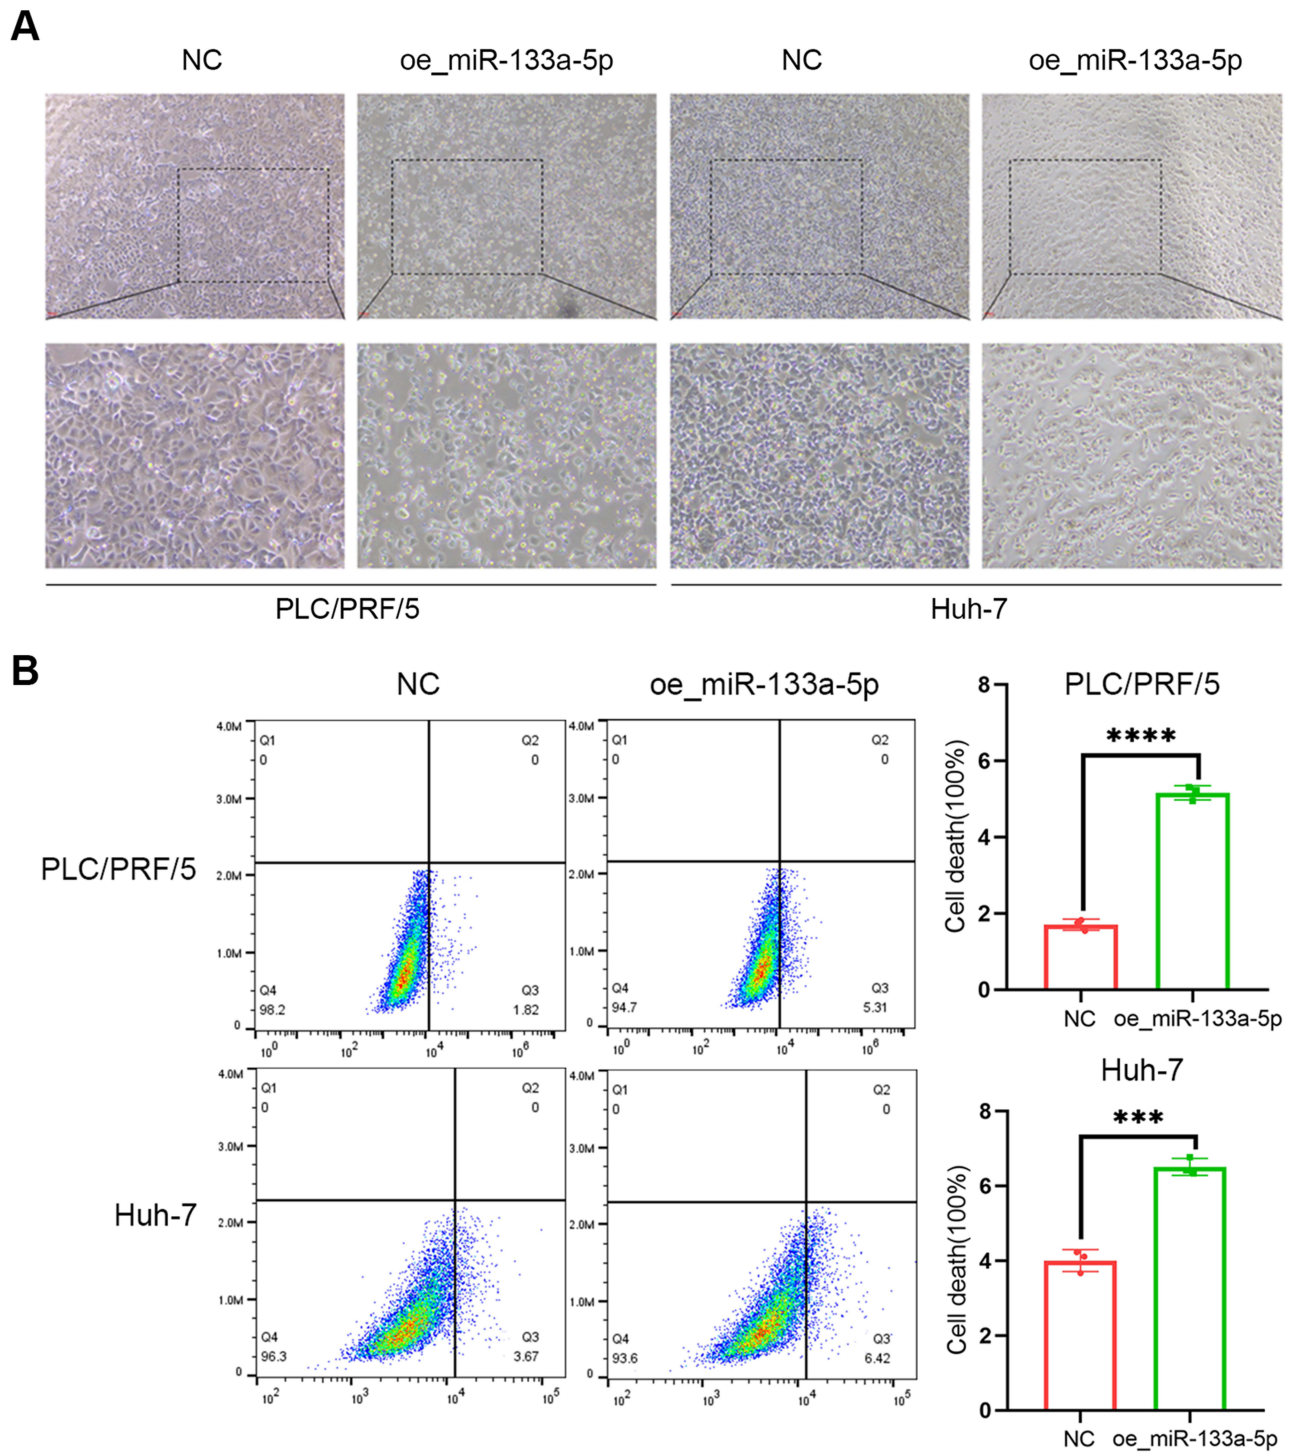 A
NC oe_miR-133a-5p NC oe_miR-133a-5p
PLC/PRF/5 Huh-7
B
NC oe_miR-133a-5p
PLC/PRF/5
4.0M
3.0M
2.0M
1.0M
0
Q1
0
Q2
0
Q4
98.2
Q3
1.82
10^0 10^2 10^4 10^6
4.0M
3.0M
2.0M
1.0M
0
Q1
0
Q2
0
Q4
94.7
Q3
5.31
10^0 10^2 10^4 10^6
PLC/PRF/5
Cell death(100%)
8
6
4
2
0
****
NC oe_miR-133a-5p
Huh-7
4.0M
3.0M
2.0M
1.0M
0
Q1
0
Q2
0
Q4
96.3
Q3
3.67
10^2 10^3 10^4 10^5
4.0M
3.0M
2.0M
1.0M
0
Q1
0
Q2
0
Q4
93.6
Q3
6.42
10^2 10^3 10^4 10^5
Huh-7
Cell death(100%)
8
6
4
2
0
***
NC oe_miR-133a-5p